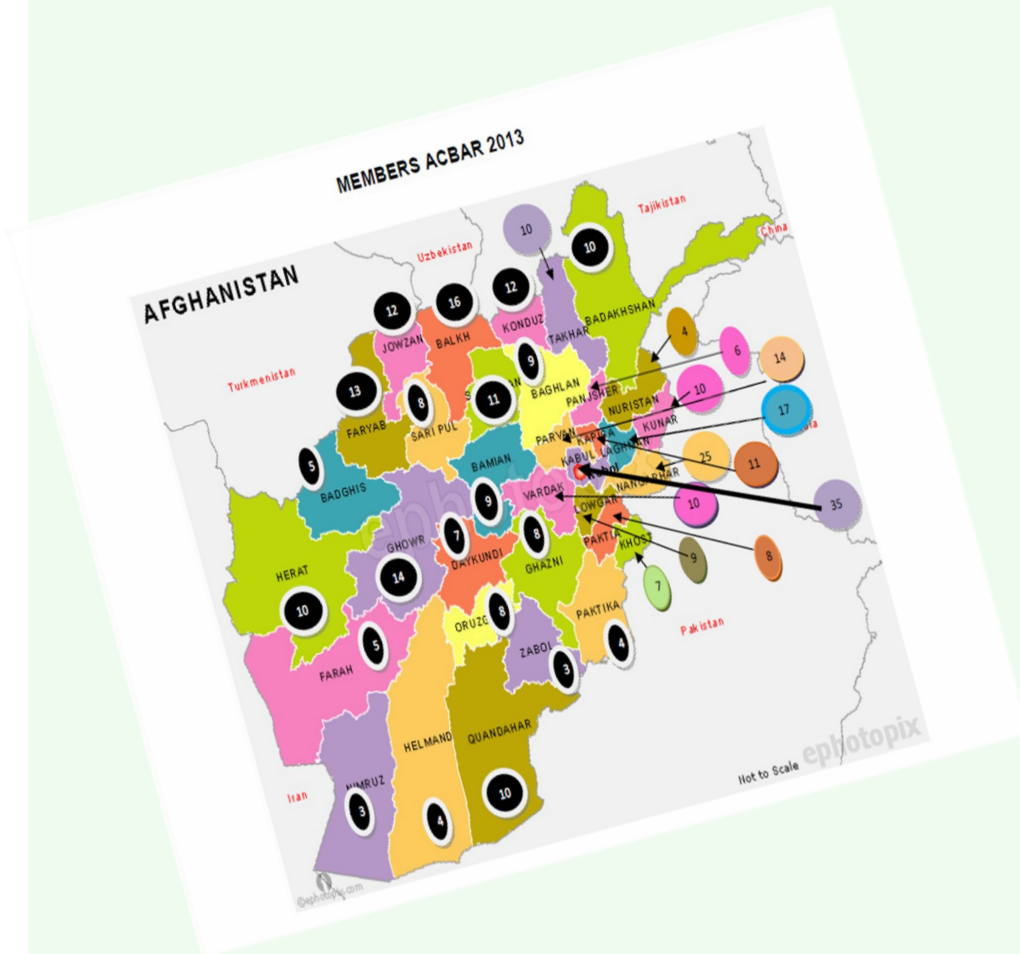 MEMBERS ACBAR 2013
AFGHANISTAN
Uzbekistan
Tajikistan
China
Turkmenistan
10
10
12
16
12
JOWZAN
BALKH
KONDUZ
TAKHAR
BADAKHSHAN
4
6
14
13
8
11
9
BAGHLAN
PANJSHER
10
NURISTAN
17
FARYAB
SARI PUL
PARVAN
KAPISA
KUNAR
5
BADGHIS
BAMIAN
KABUL
LAGHMAN
25
11
NANGARHAR
VARDAK
9
LOWGAR
10
35
GHOWR
7
8
PAKTIA
KHOST
9
8
HERAT
14
DAYKUNDI
GHAZNI
7
10
8
PAKTIKA
Pakistan
5
FARAH
ZABOL
4
3
HELMAND
QUANDAHAR
NIMRUZ
Iran
3
4
10
Not to Scale
ephotopix
©ephotopix.com